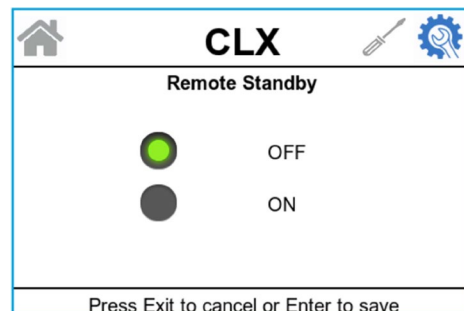 CLX
Remote Standby
OFF
ON
Press Exit to cancel or Enter to save